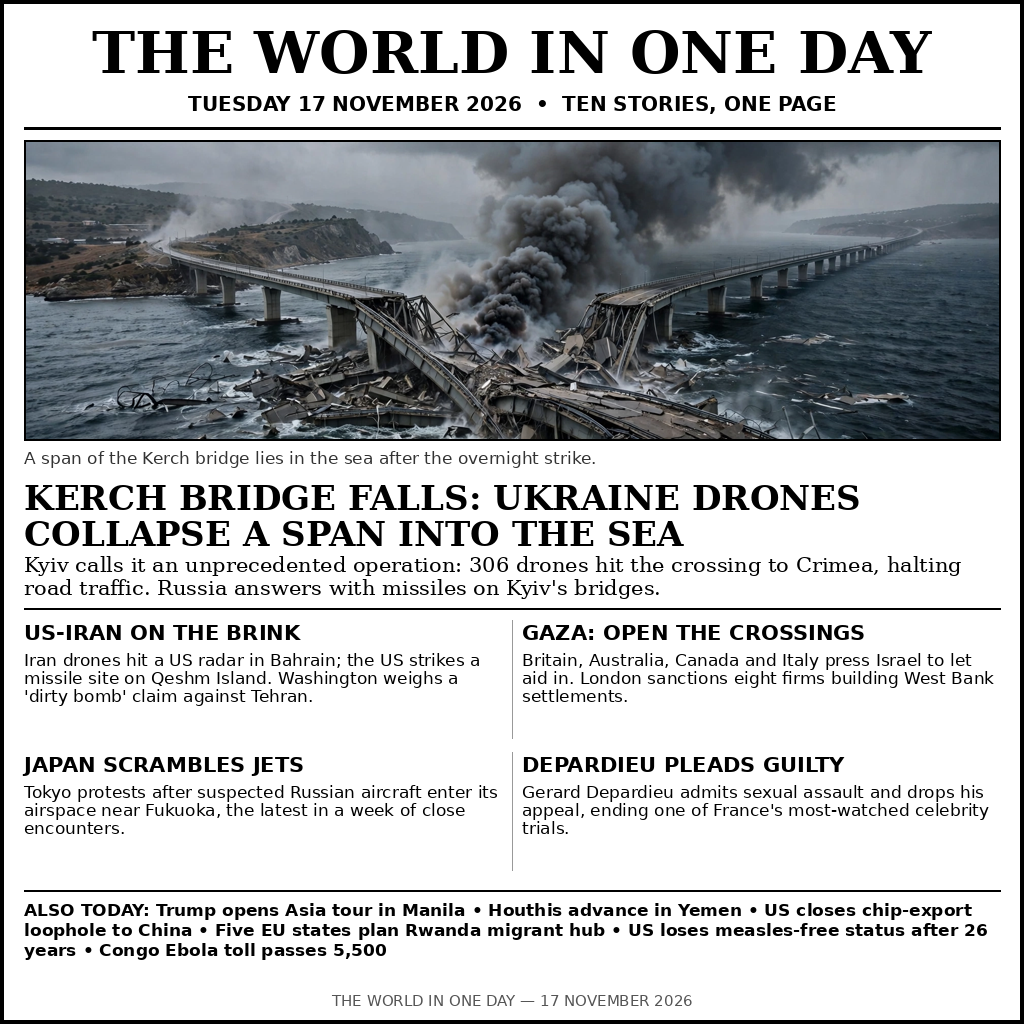 THE WORLD IN ONE DAY
TUESDAY 17 NOVEMBER 2026 • TEN STORIES, ONE PAGE
A span of the Kerch bridge lies in the sea after the overnight strike.
KERCH BRIDGE FALLS: UKRAINE DRONES
COLLAPSE A SPAN INTO THE SEA
Kyiv calls it an unprecedented operation: 306 drones hit the crossing to Crimea, halting
road traffic. Russia answers with missiles on Kyiv's bridges.
US-IRAN ON THE BRINK
Iran drones hit a US radar in Bahrain; the US strikes a
missile site on Qeshm Island. Washington weighs a
'dirty bomb' claim against Tehran.
GAZA: OPEN THE CROSSINGS
Britain, Australia, Canada and Italy press Israel to let
aid in. London sanctions eight firms building West Bank
settlements.
JAPAN SCRAMBLES JETS
Tokyo protests after suspected Russian aircraft enter its
airspace near Fukuoka, the latest in a week of close
encounters.
DEPARDIEU PLEADS GUILTY
Gerard Depardieu admits sexual assault and drops his
appeal, ending one of France's most-watched celebrity
trials.
ALSO TODAY: Trump opens Asia tour in Manila • Houthis advance in Yemen • US closes chip-export
loophole to China • Five EU states plan Rwanda migrant hub • US loses measles-free status after 26
years • Congo Ebola toll passes 5,500
THE WORLD IN ONE DAY — 17 NOVEMBER 2026